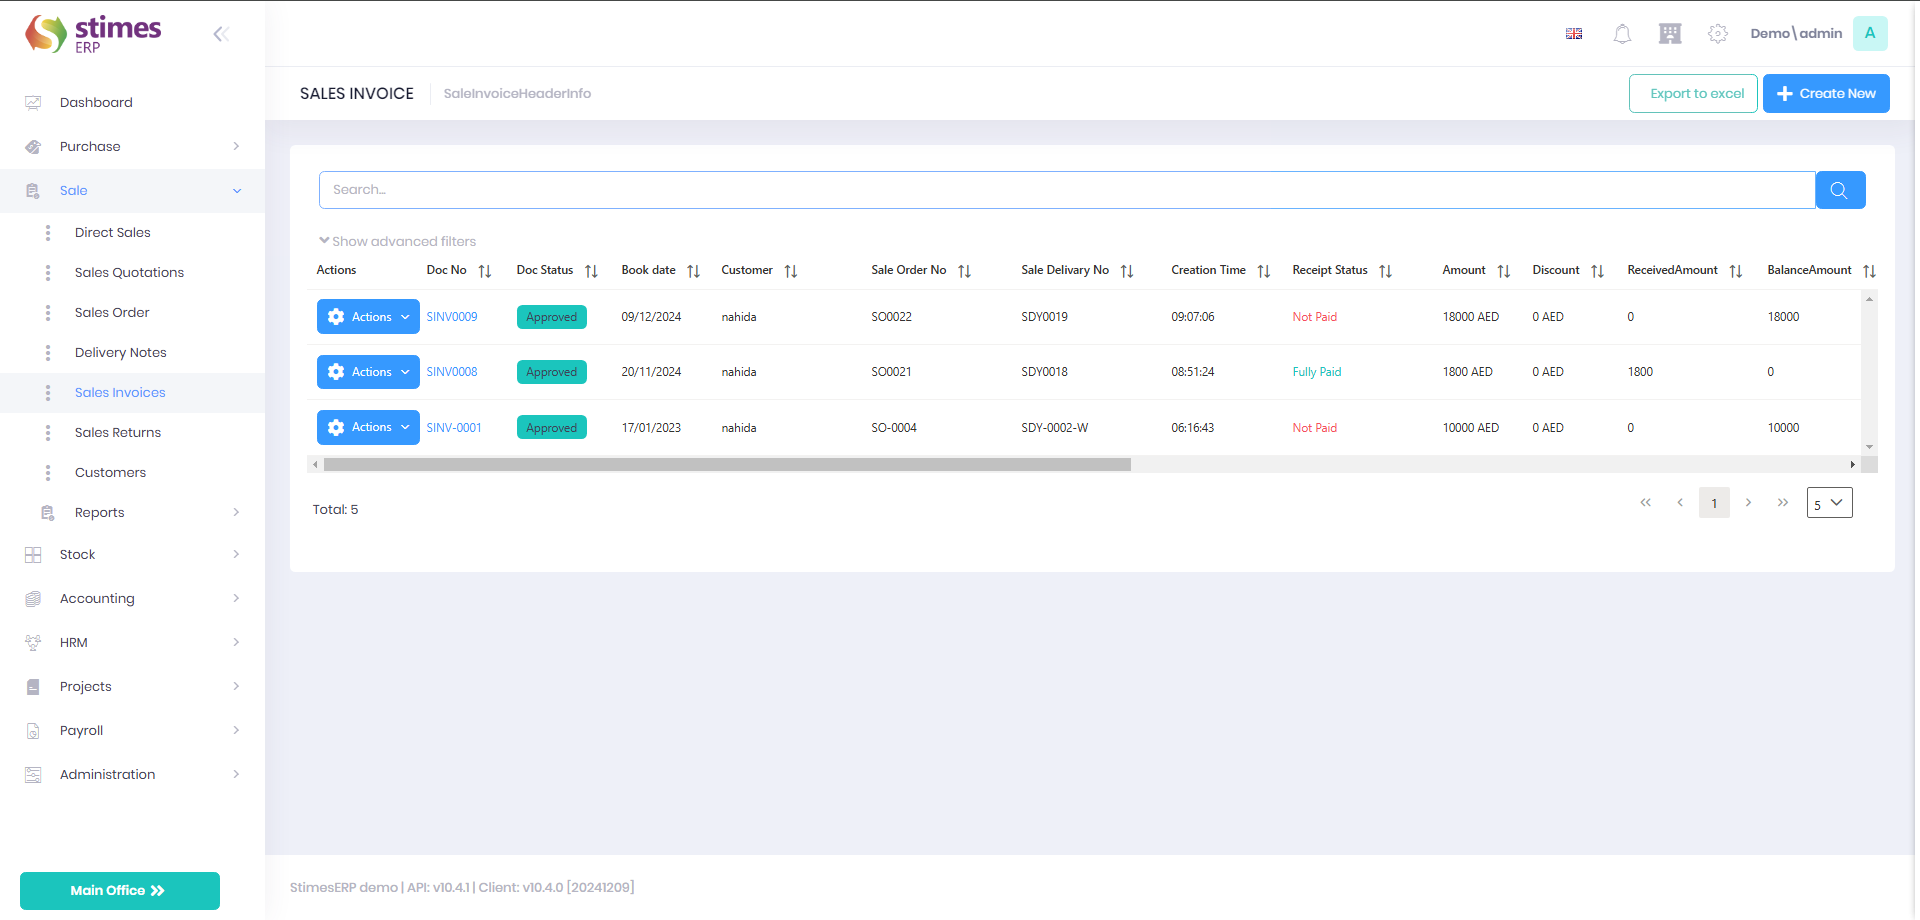 stimes
ERP
Demo\admin
A
Dashboard
Purchase
Sale
Direct Sales
Sales Quotations
Sales Order
Delivery Notes
Sales Invoices
Sales Returns
Customers
Reports
Stock
Accounting
HRM
Projects
Payroll
Administration
Main Office
SALES INVOICE SaleInvoiceHeaderInfo
Export to excel
Create New
Search...
Show advanced filters
Actions Doc No Doc Status Book date Customer Sale Order No Sale Delivary No Creation Time Receipt Status Amount Discount ReceivedAmount BalanceAmount
Actions SINV0009 Approved 09/12/2024 nahida SO0022 SDY0019 09:07:06 Not Paid 18000 AED 0 AED 0 18000
Actions SINV0008 Approved 20/11/2024 nahida SO0021 SDY0018 08:51:24 Fully Paid 1800 AED 0 AED 1800 0
Actions SINV-0001 Approved 17/01/2023 nahida SO-0004 SDY-0002-W 06:16:43 Not Paid 10000 AED 0 AED 0 10000
Total: 5
1
5
StimesERP demo | API: v10.4.1 | Client: v10.4.0 [20241209]